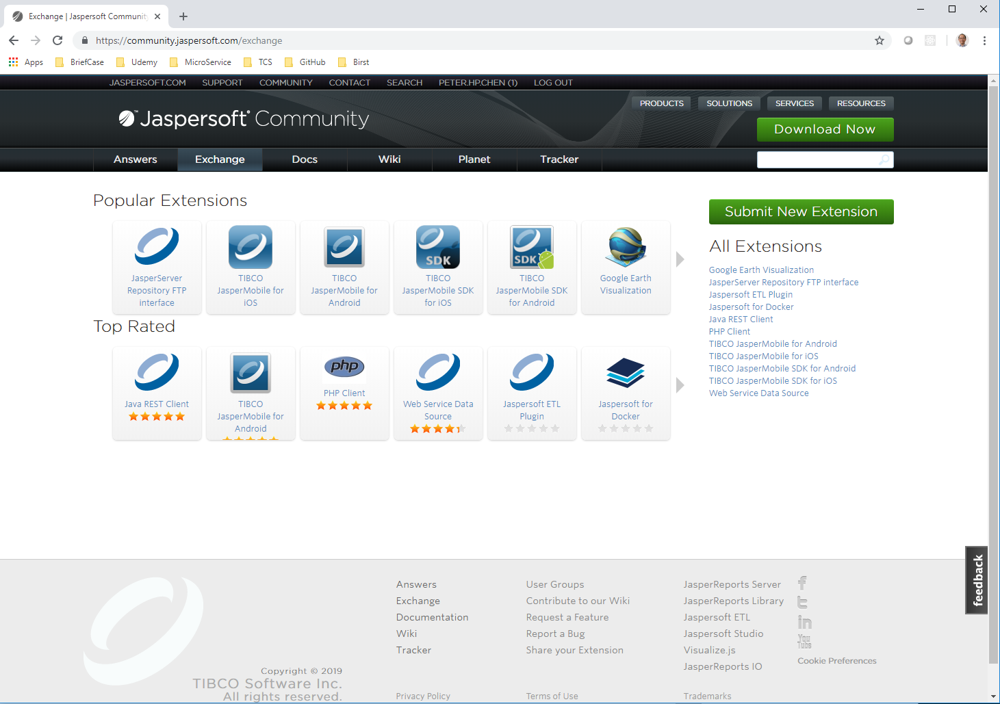 Exchange | Jaspersoft Communit
https://community.jaspersoft.com/exchange
Apps BriefCase Udemy MicroService TCS GitHub Birst
JASPERSOFT.COM SUPPORT COMMUNITY CONTACT SEARCH PETER.HP.CHEN (1) LOG OUT
PRODUCTS SOLUTIONS SERVICES RESOURCES
Jaspersoft Community
Download Now
Answers Exchange Docs Wiki Planet Tracker
Popular Extensions
JasperServer
Repository FTP
interface
TIBCO
JasperMobile for
iOS
TIBCO
JasperMobile for
Android
SDK
TIBCO
JasperMobile SDK
for iOS
SDK
TIBCO
JasperMobile SDK
for Android
Google Earth
Visualization
Top Rated
Java REST Client
TIBCO
JasperMobile for
Android
php
PHP Client
Web Service Data
Source
Jaspersoft ETL
Plugin
Jaspersoft for
Docker
Submit New Extension
All Extensions
Google Earth Visualization
JasperServer Repository FTP interface
Jaspersoft ETL Plugin
Jaspersoft for Docker
Java REST Client
PHP Client
TIBCO JasperMobile for Android
TIBCO JasperMobile for iOS
TIBCO JasperMobile SDK for Android
TIBCO JasperMobile SDK for iOS
Web Service Data Source
feedback
Copyright © 2019
TIBCO Software Inc.
All rights reserved.
Answers
Exchange
Documentation
Wiki
Tracker
Privacy Policy
User Groups
Contribute to our Wiki
Request a Feature
Report a Bug
Share your Extension
Terms of Use
JasperReports Server
JasperReports Library
Jaspersoft ETL
Jaspersoft Studio
Visualize.js
JasperReports IO
Trademarks
f
t
in
You
Tube
Cookie Preferences